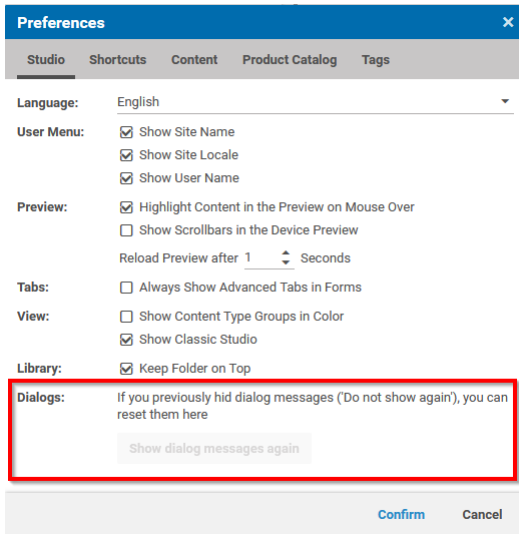 Preferences
Studio Shortcuts Content Product Catalog Tags
Language: English
User Menu: Show Site Name
Show Site Locale
Show User Name
Preview: Highlight Content in the Preview on Mouse Over
Show Scrollbars in the Device Preview
Reload Preview after 1 Seconds
Tabs: Always Show Advanced Tabs in Forms
View: Show Content Type Groups in Color
Show Classic Studio
Library: Keep Folder on Top
Dialogs: If you previously hid dialog messages ('Do not show again'), you can
reset them here
Show dialog messages again
Confirm Cancel